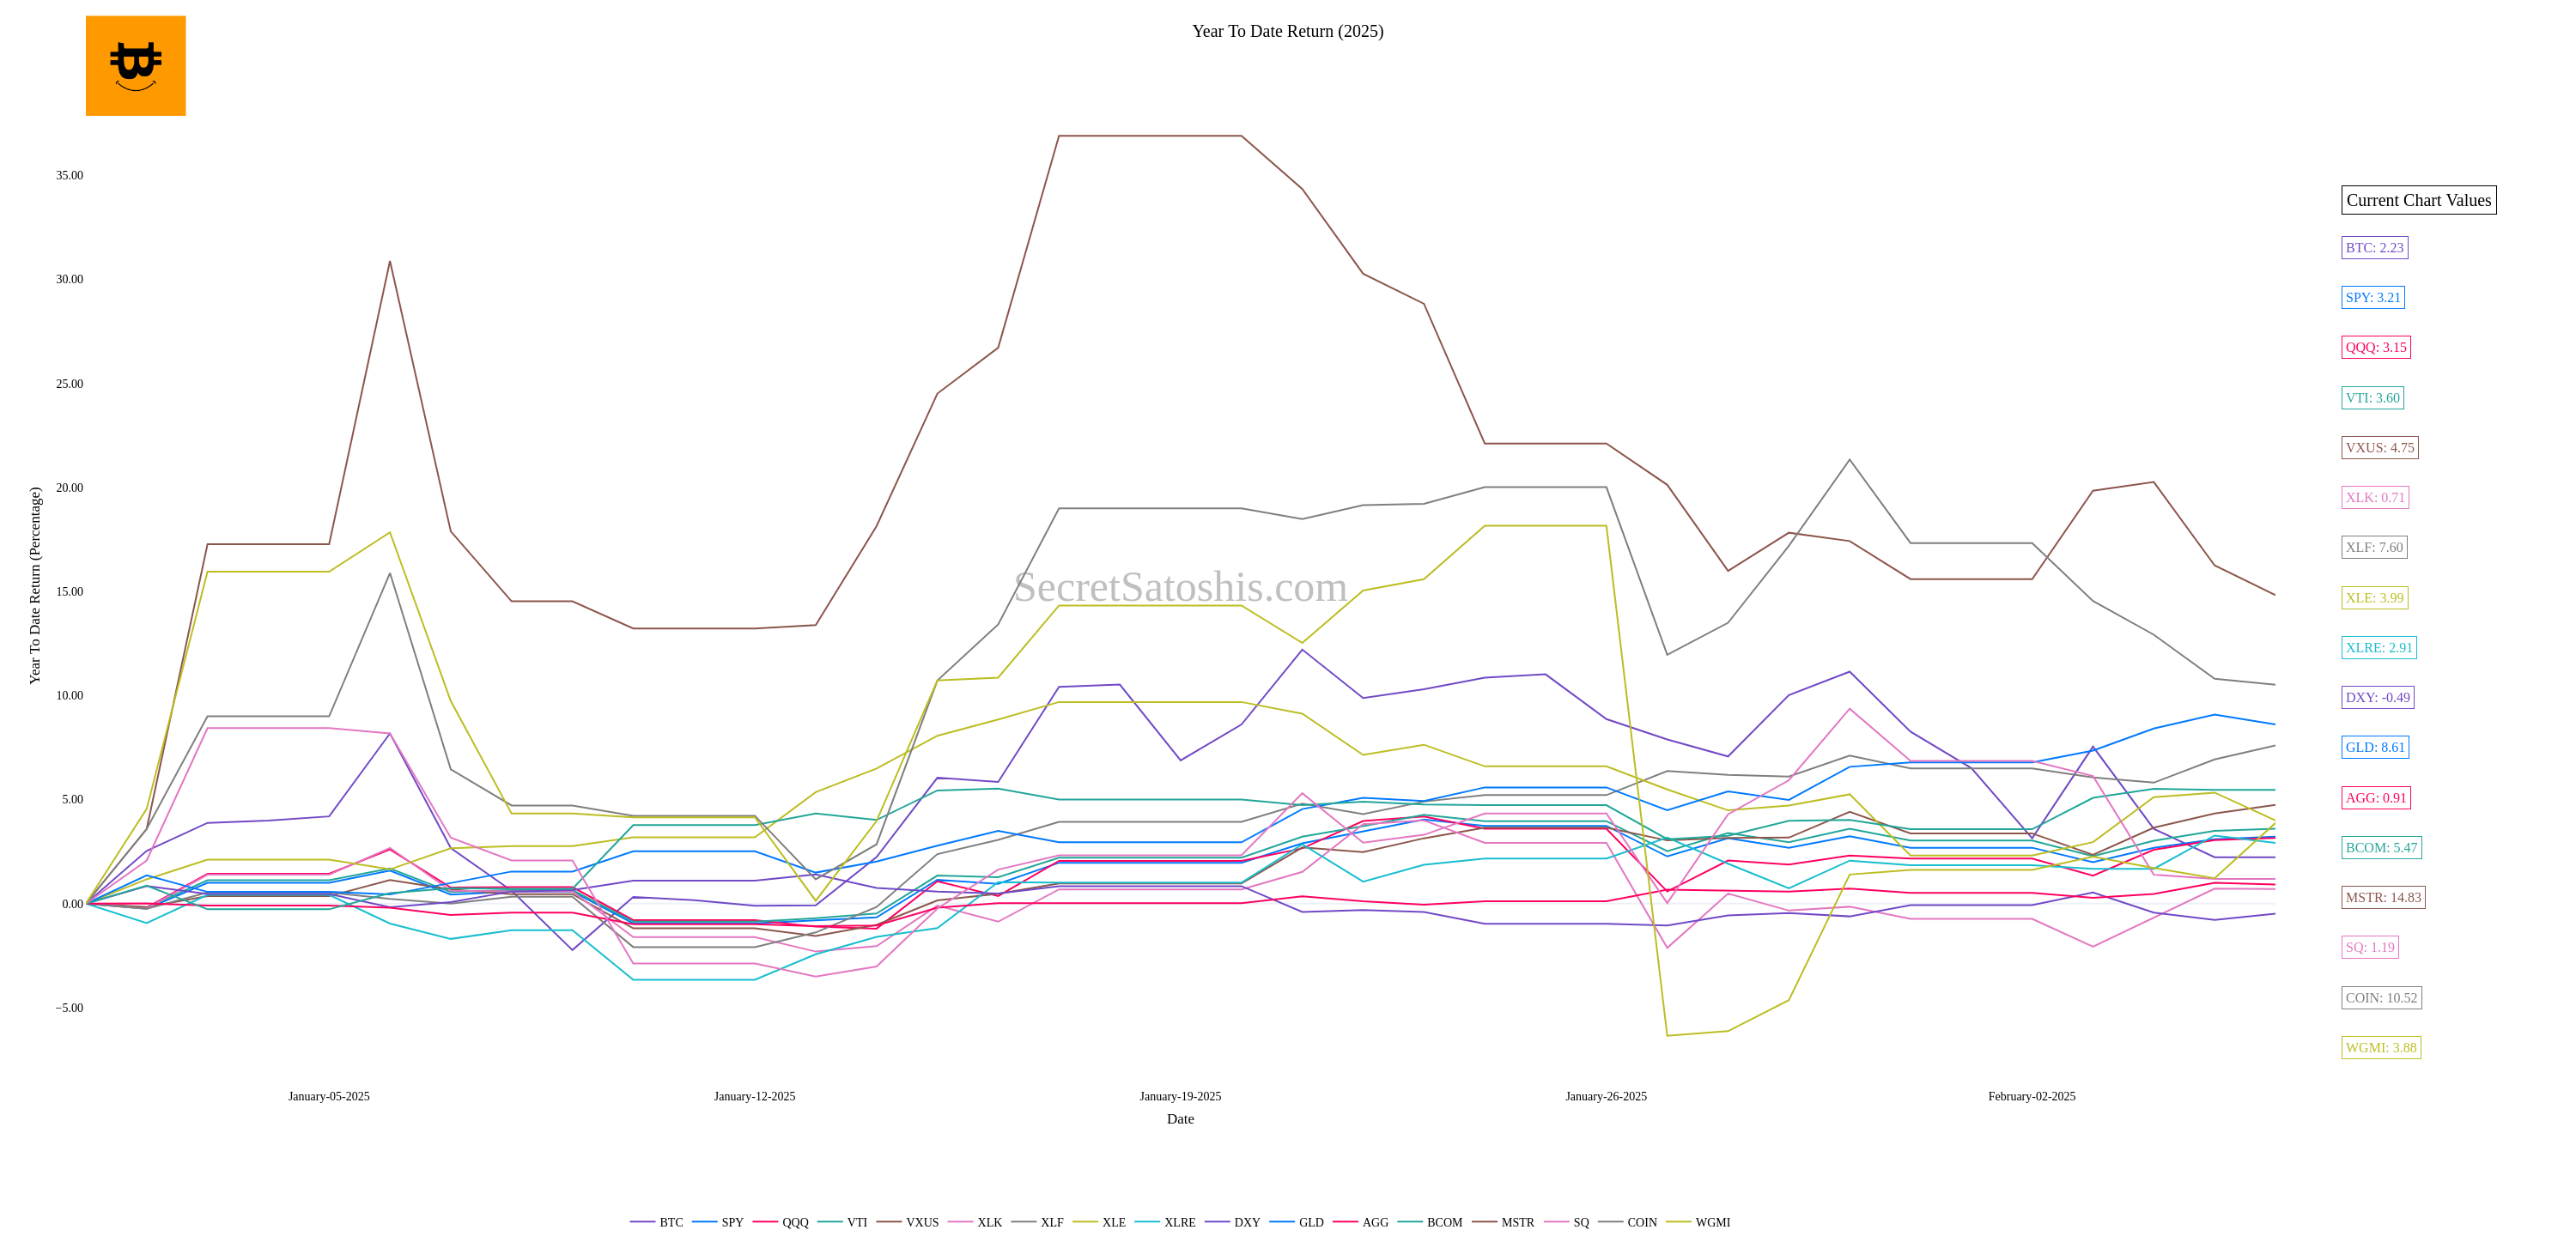 Year To Date Return (2025)
35.00
30.00
25.00
20.00
15.00
10.00
5.00
0.00
−5.00
Year To Date Return (Percentage)
SecretSatoshis.com
January-05-2025
January-12-2025
January-19-2025
January-26-2025
February-02-2025
Date
Current Chart Values
BTC: 2.23
SPY: 3.21
QQQ: 3.15
VTI: 3.60
VXUS: 4.75
XLK: 0.71
XLF: 7.60
XLE: 3.99
XLRE: 2.91
DXY: -0.49
GLD: 8.61
AGG: 0.91
BCOM: 5.47
MSTR: 14.83
SQ: 1.19
COIN: 10.52
WGMI: 3.88
BTC SPY QQQ VTI VXUS XLK XLF XLE XLRE DXY GLD AGG BCOM MSTR SQ COIN WGMI